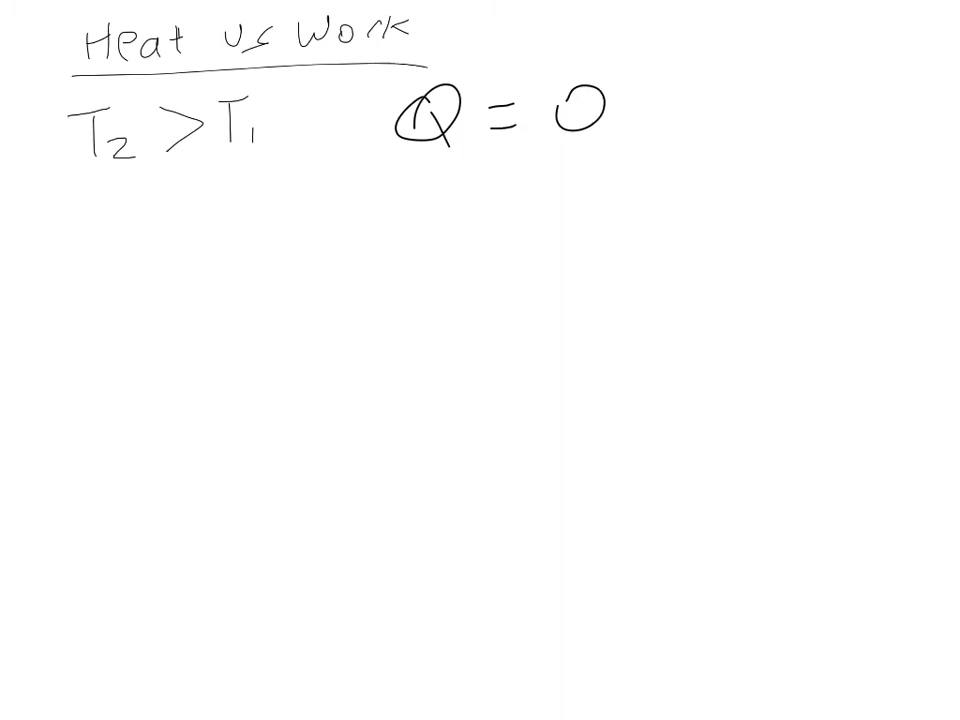 Heat vs Work
T₂ > T₁ Q = 0